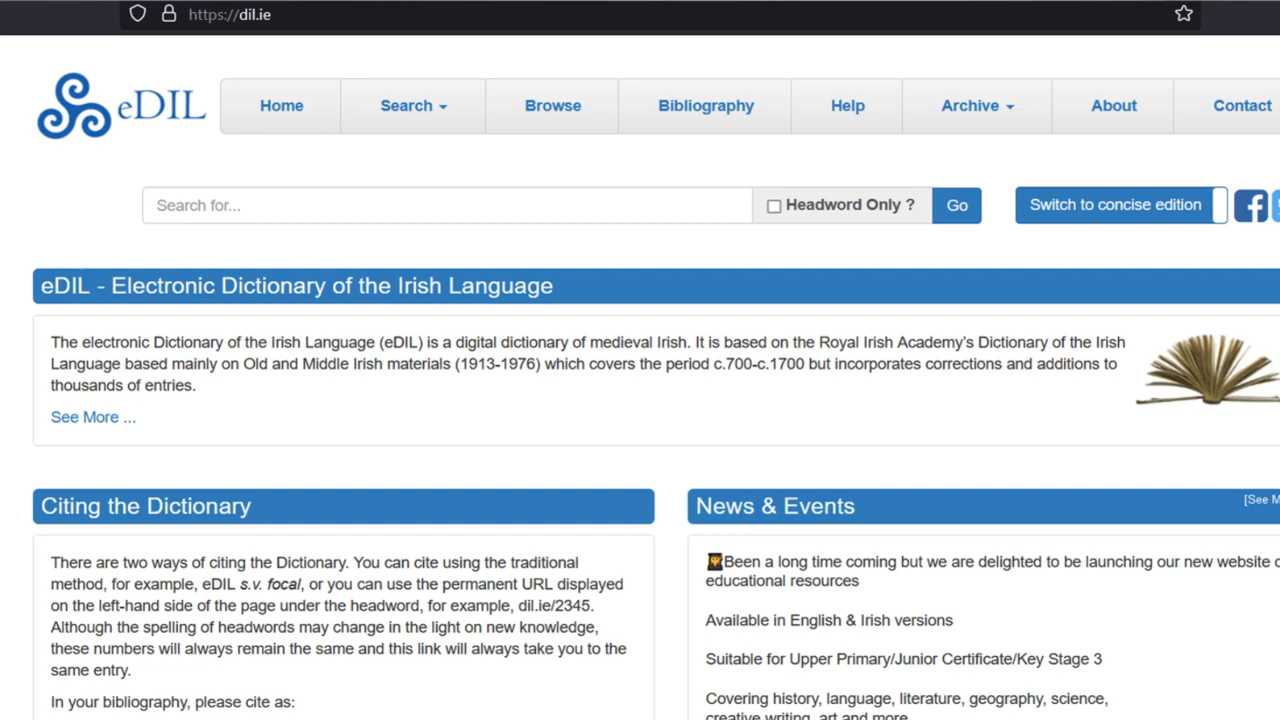 https://dil.ie
eDIL
Home Search Browse Bibliography Help Archive About Contact
Search for... Headword Only ? Go Switch to concise edition
eDIL - Electronic Dictionary of the Irish Language
The electronic Dictionary of the Irish Language (eDIL) is a digital dictionary of medieval Irish. It is based on the Royal Irish Academy's Dictionary of the Irish
Language based mainly on Old and Middle Irish materials (1913-1976) which covers the period c.700-c.1700 but incorporates corrections and additions to
thousands of entries.
See More ...
Citing the Dictionary
There are two ways of citing the Dictionary. You can cite using the traditional
method, for example, eDIL s.v. focal, or you can use the permanent URL displayed
on the left-hand side of the page under the headword, for example, dil.ie/2345.
Although the spelling of headwords may change in the light on new knowledge,
these numbers will always remain the same and this link will always take you to the
same entry.
In your bibliography, please cite as:
News & Events
[See M
Been a long time coming but we are delighted to be launching our new website
educational resources
Available in English & Irish versions
Suitable for Upper Primary/Junior Certificate/Key Stage 3
Covering history, language, literature, geography, science,
creative writing, art and more